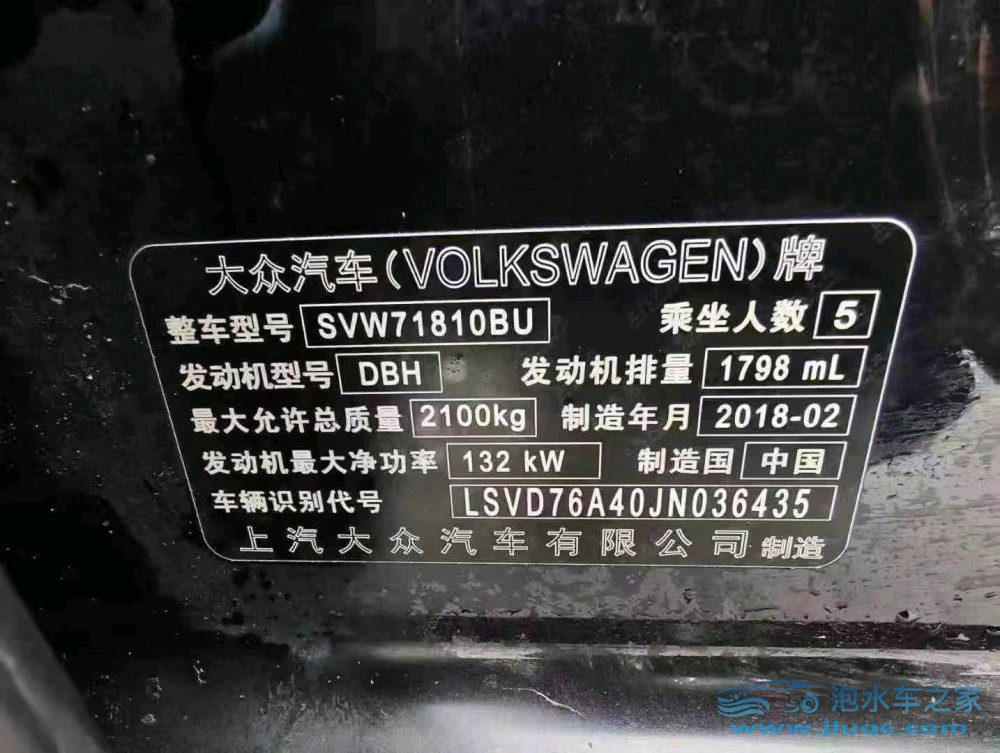 大众汽车(VOLKSWAGEN)牌
整车型号 SVW71810BU 乘坐人数 5
发动机型号 DBH 发动机排量 1798 mL
最大允许总质量 2100kg 制造年月 2018-02
发动机最大净功率 132 kW 制造国 中国
车辆识别代号 LSVD76A40JN036435
上汽大众汽车有限公司 制造
泡水车之家
www.jluqc.com